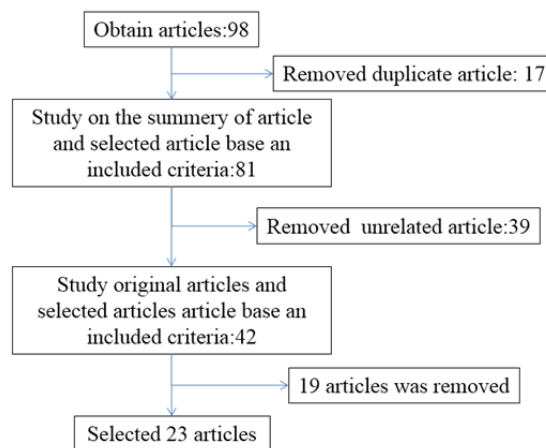 Obtain articles:98
Removed duplicate article: 17
Study on the summery of article
and selected article base an
included criteria:81
Removed unrelated article:39
Study original articles and
selected articles article base an
included criteria:42
19 articles was removed
Selected 23 articles